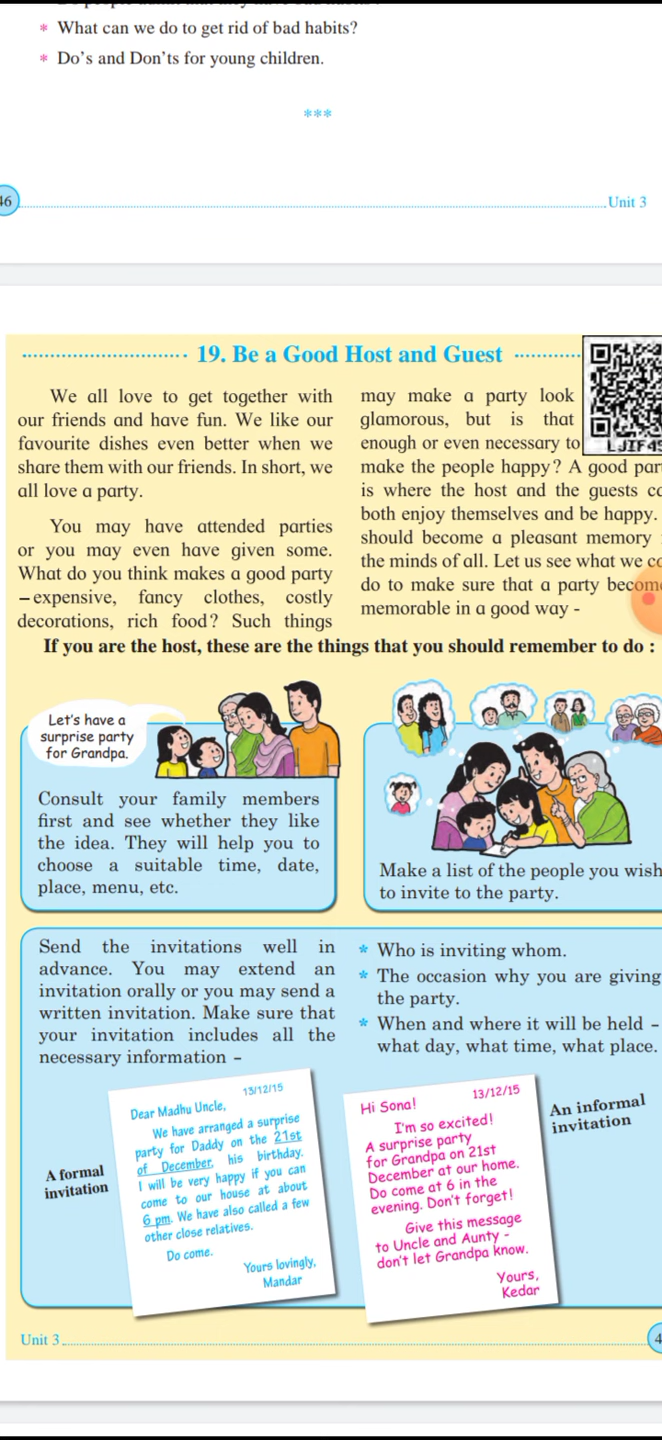 * What can we do to get rid of bad habits?
* Do's and Don'ts for young children.
***
46
Unit 3
19. Be a Good Host and Guest
We all love to get together with
our friends and have fun. We like our
favourite dishes even better when we
share them with our friends. In short, we
all love a party.
You may have attended parties
or you may even have given some.
What do you think makes a good party
– expensive, fancy clothes, costly
decorations, rich food? Such things
may make a party look
glamorous, but is that
enough or even necessary to
make the people happy? A good
is where the host and the guests
both enjoy themselves and be happy.
should become a pleasant memory
the minds of all. Let us see what we
do to make sure that a party
memorable in a good way -
If you are the host, these are the things that you should remember to do :
Let's have a
surprise party
for Grandpa.
Consult your family members
first and see whether they like
the idea. They will help you to
choose a suitable time, date,
place, menu, etc.
Make a list of the people you wish
to invite to the party.
Send the invitations well in
advance. You may extend an
invitation orally or you may send a
written invitation. Make sure that
your invitation includes all the
necessary information –
* Who is inviting whom.
* The occasion why you are giving
the party.
* When and where it will be held –
what day, what time, what place.
A formal
invitation
13/12/15
Dear Madhu Uncle,
We have arranged a surprise
party for Daddy on the 21st
of December, his birthday.
I will be very happy if you can
come to our house at about
6 pm. We have also called a few
other close relatives.
Do come.
Yours lovingly,
Mandar
13/12/15
Hi Sona!
I'm so excited!
A surprise party
for Grandpa on 21st
December at our home.
Do come at 6 in the
evening. Don't forget!
Give this message
to Uncle and Aunty -
don't let Grandpa know.
Yours,
Kedar
An informal
invitation
Unit 3